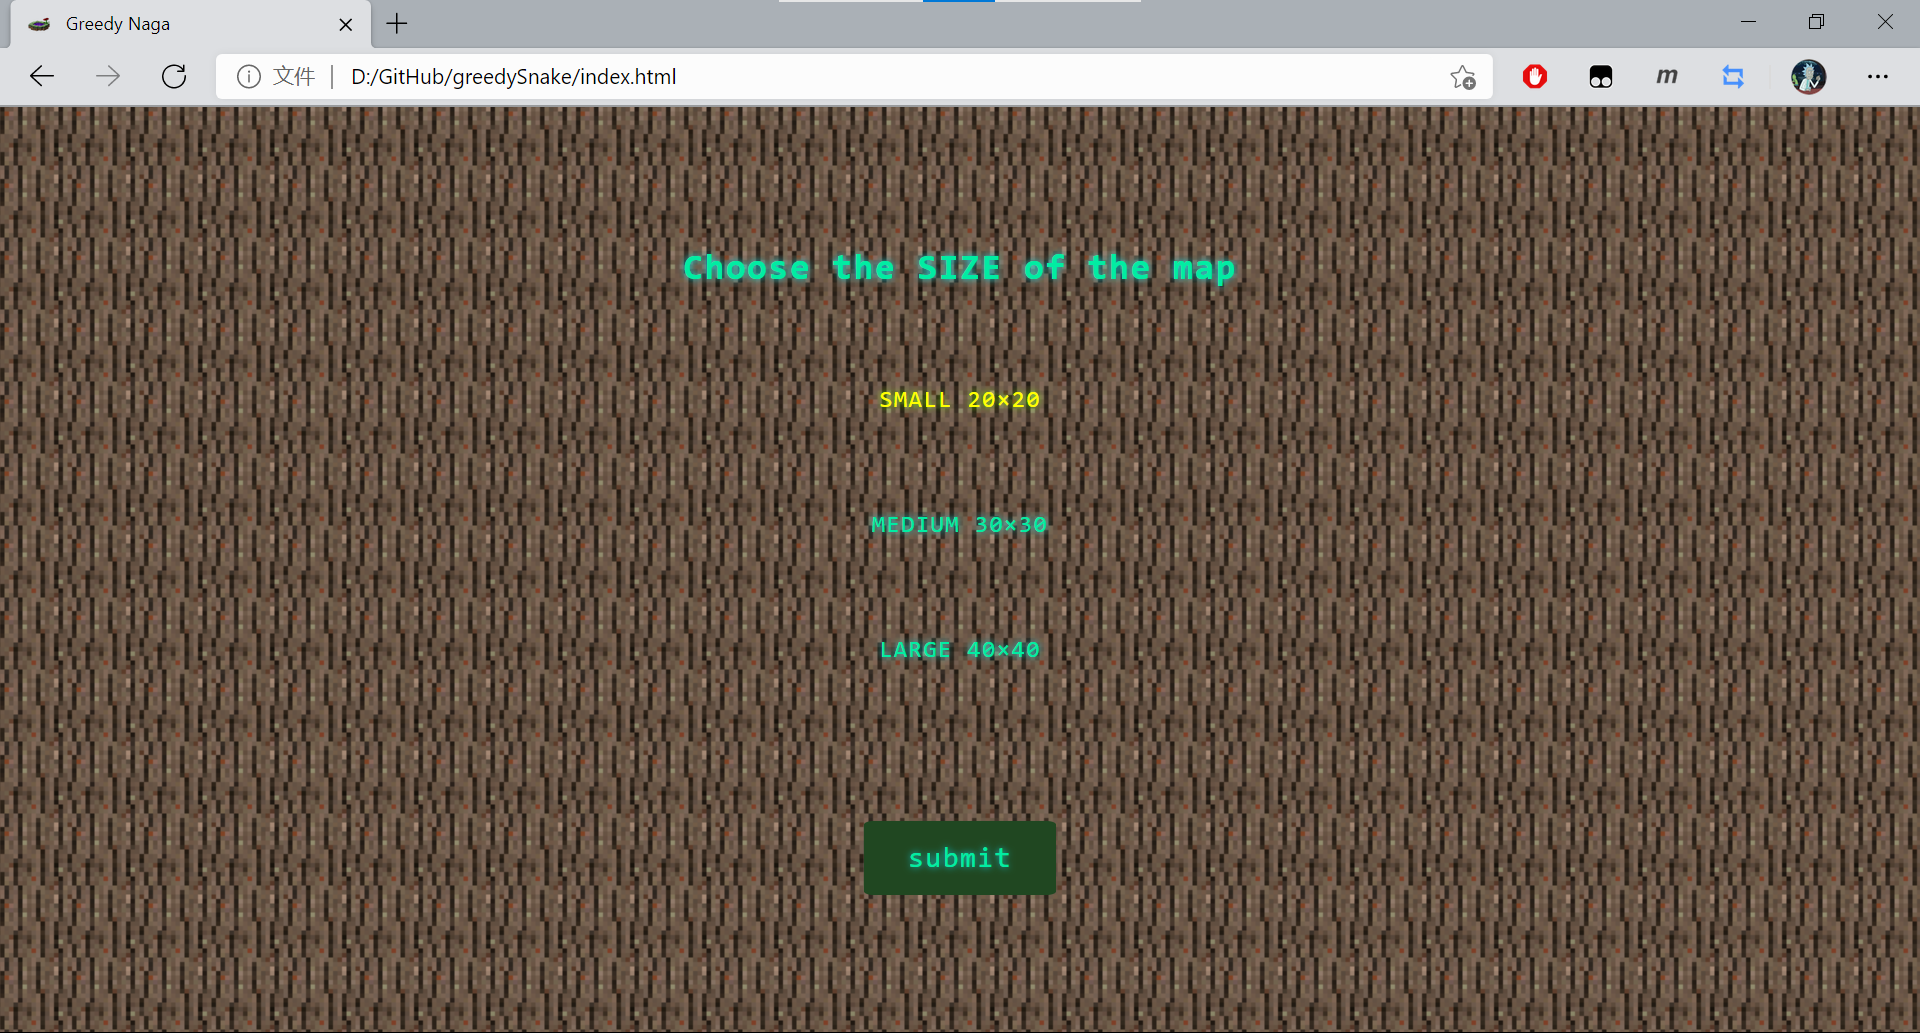 Greedy Naga
文件 D:/GitHub/greedySnake/index.html
m
Choose the SIZE of the map
SMALL 20×20
MEDIUM 30×30
LARGE 40×40
submit